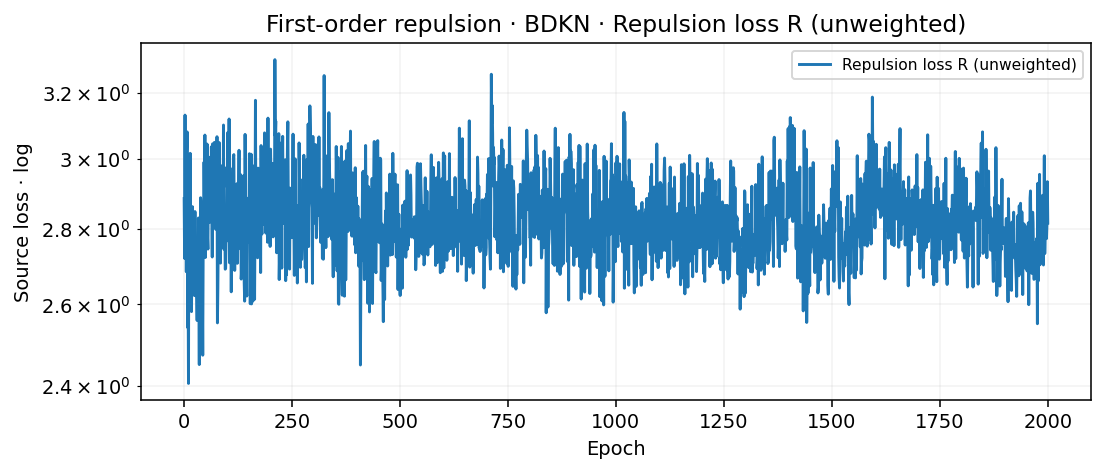 First-order repulsion · BDKN · Repulsion loss R (unweighted)
Repulsion loss R (unweighted)
Source loss · log
3.2 × 10⁰
3 × 10⁰
2.8 × 10⁰
2.6 × 10⁰
2.4 × 10⁰
0 250 500 750 1000 1250 1500 1750 2000
Epoch